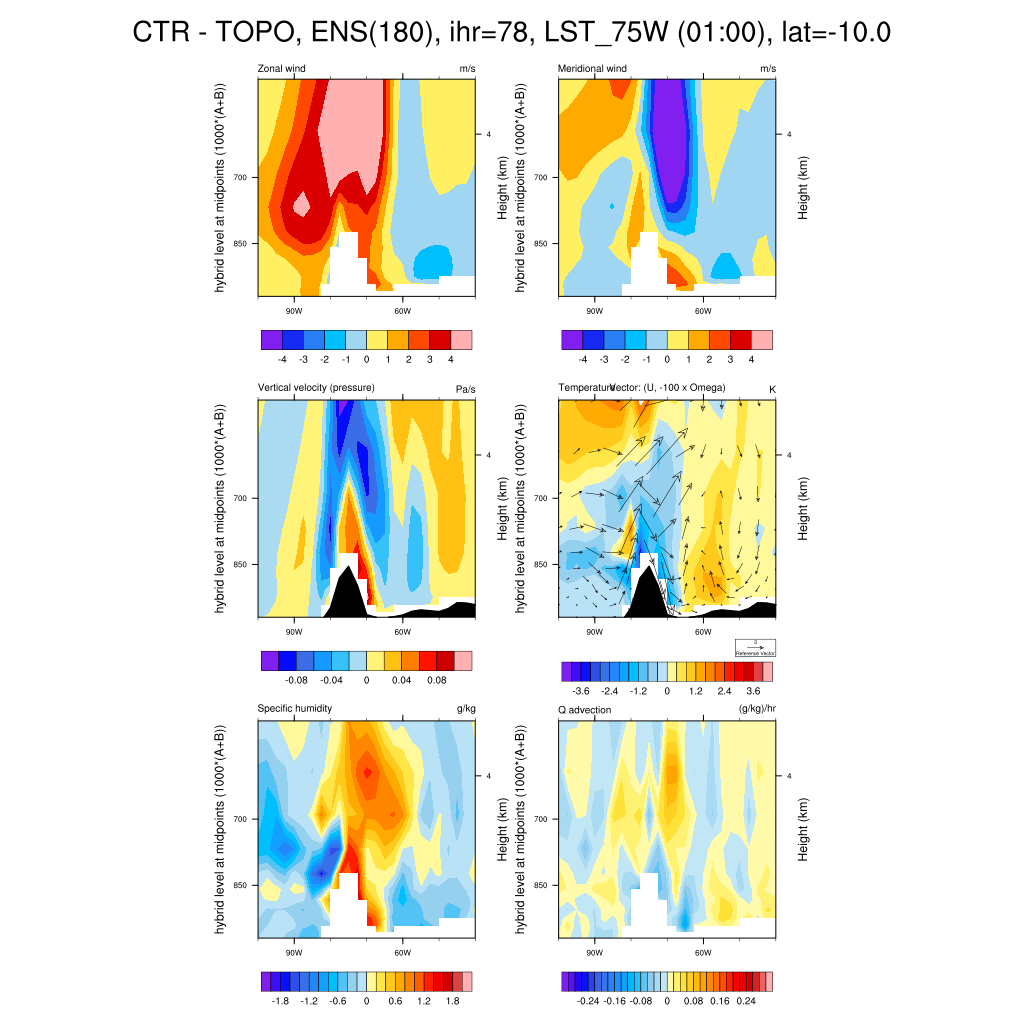 CTR - TOPO, ENS(180), ihr=78, LST_75W (01:00), lat=-10.0
Zonal wind m/s
hybrid level at midpoints (1000*(A+B))
700
850
4
Height (km)
90W 60W
-4 -3 -2 -1 0 1 2 3 4
Meridional wind m/s
hybrid level at midpoints (1000*(A+B))
700
850
4
Height (km)
90W 60W
-4 -3 -2 -1 0 1 2 3 4
Vertical velocity (pressure) Pa/s
hybrid level at midpoints (1000*(A+B))
700
850
4
Height (km)
90W 60W
-0.08 -0.04 0 0.04 0.08
Temperature Vector: (U, -100 x Omega) K
hybrid level at midpoints (1000*(A+B))
700
850
4
Height (km)
90W 60W
3
Reference Vector
-3.6 -2.4 -1.2 0 1.2 2.4 3.6
Specific humidity g/kg
hybrid level at midpoints (1000*(A+B))
700
850
4
Height (km)
90W 60W
-1.8 -1.2 -0.6 0 0.6 1.2 1.8
Q advection (g/kg)/hr
hybrid level at midpoints (1000*(A+B))
700
850
4
Height (km)
90W 60W
-0.24 -0.16 -0.08 0 0.08 0.16 0.24